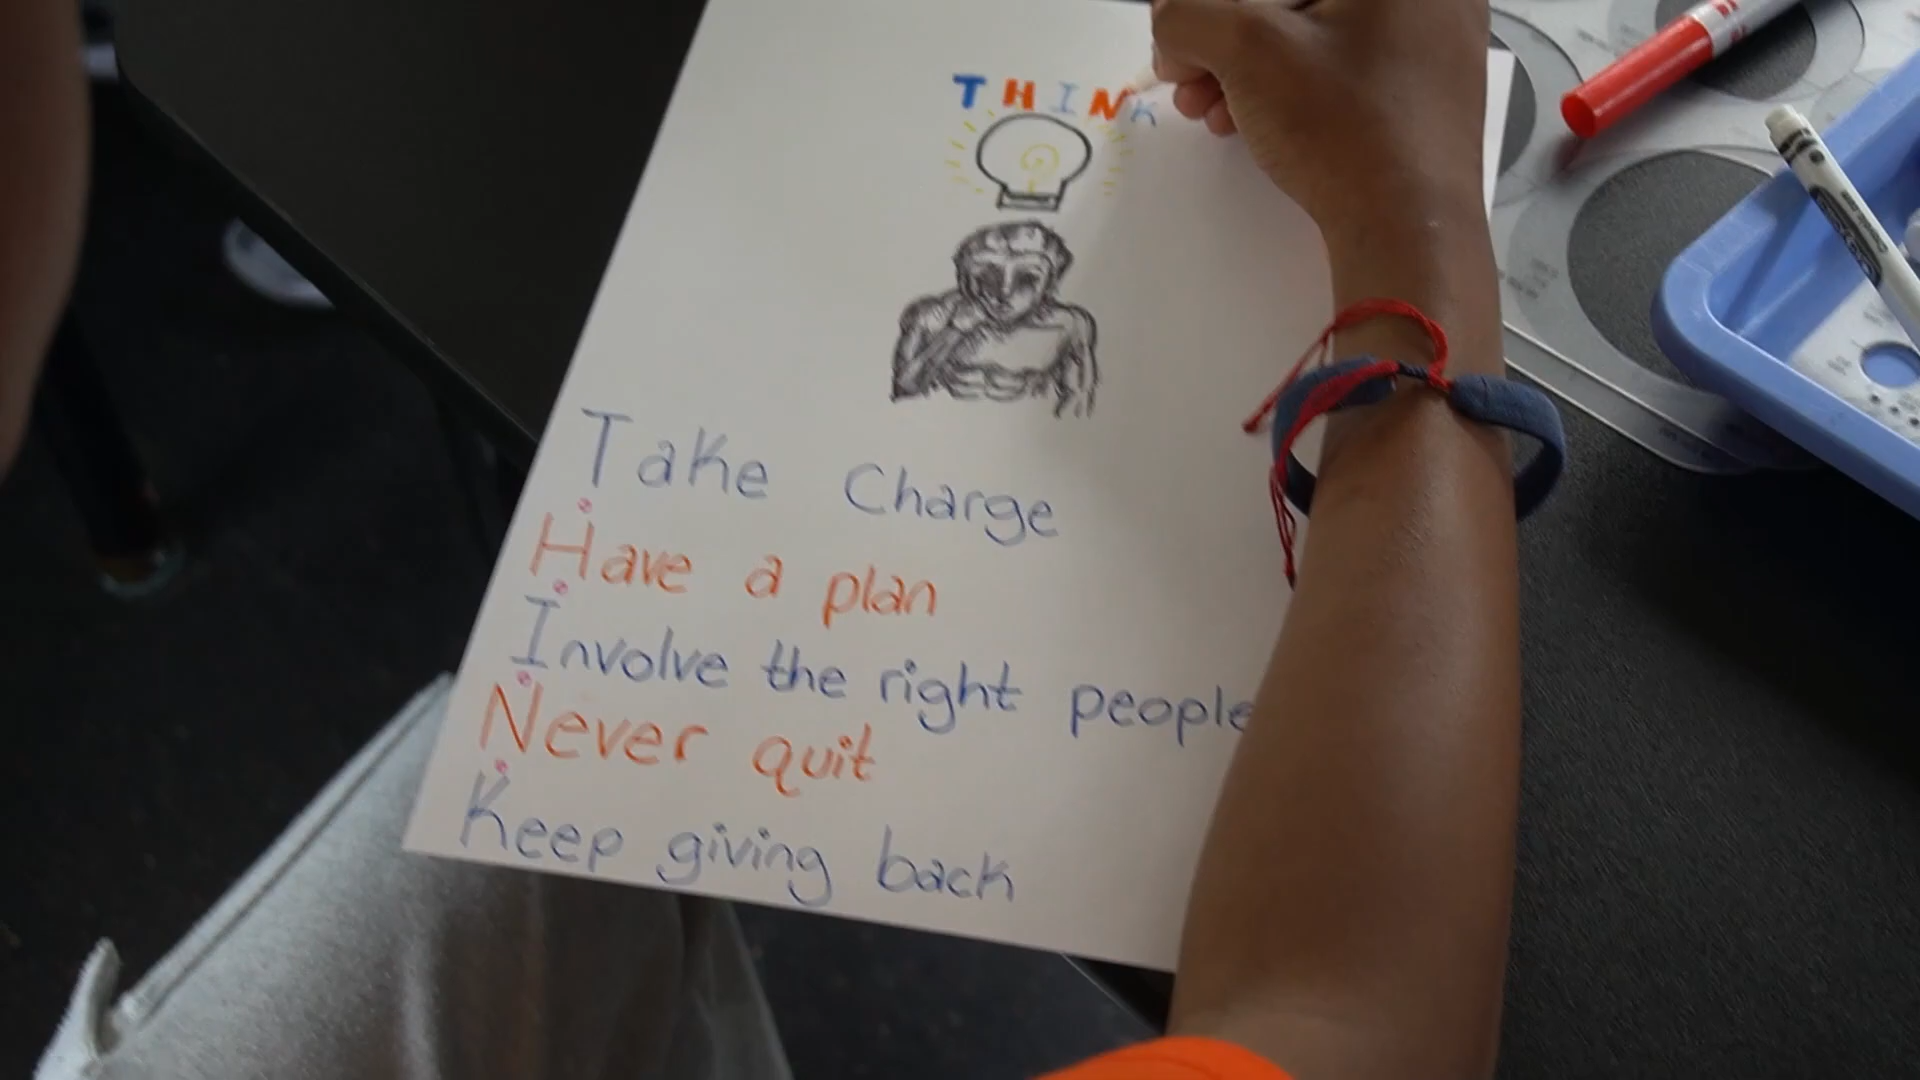 THINK
Take Charge
Have a plan
Involve the right people
Never quit
Keep giving back